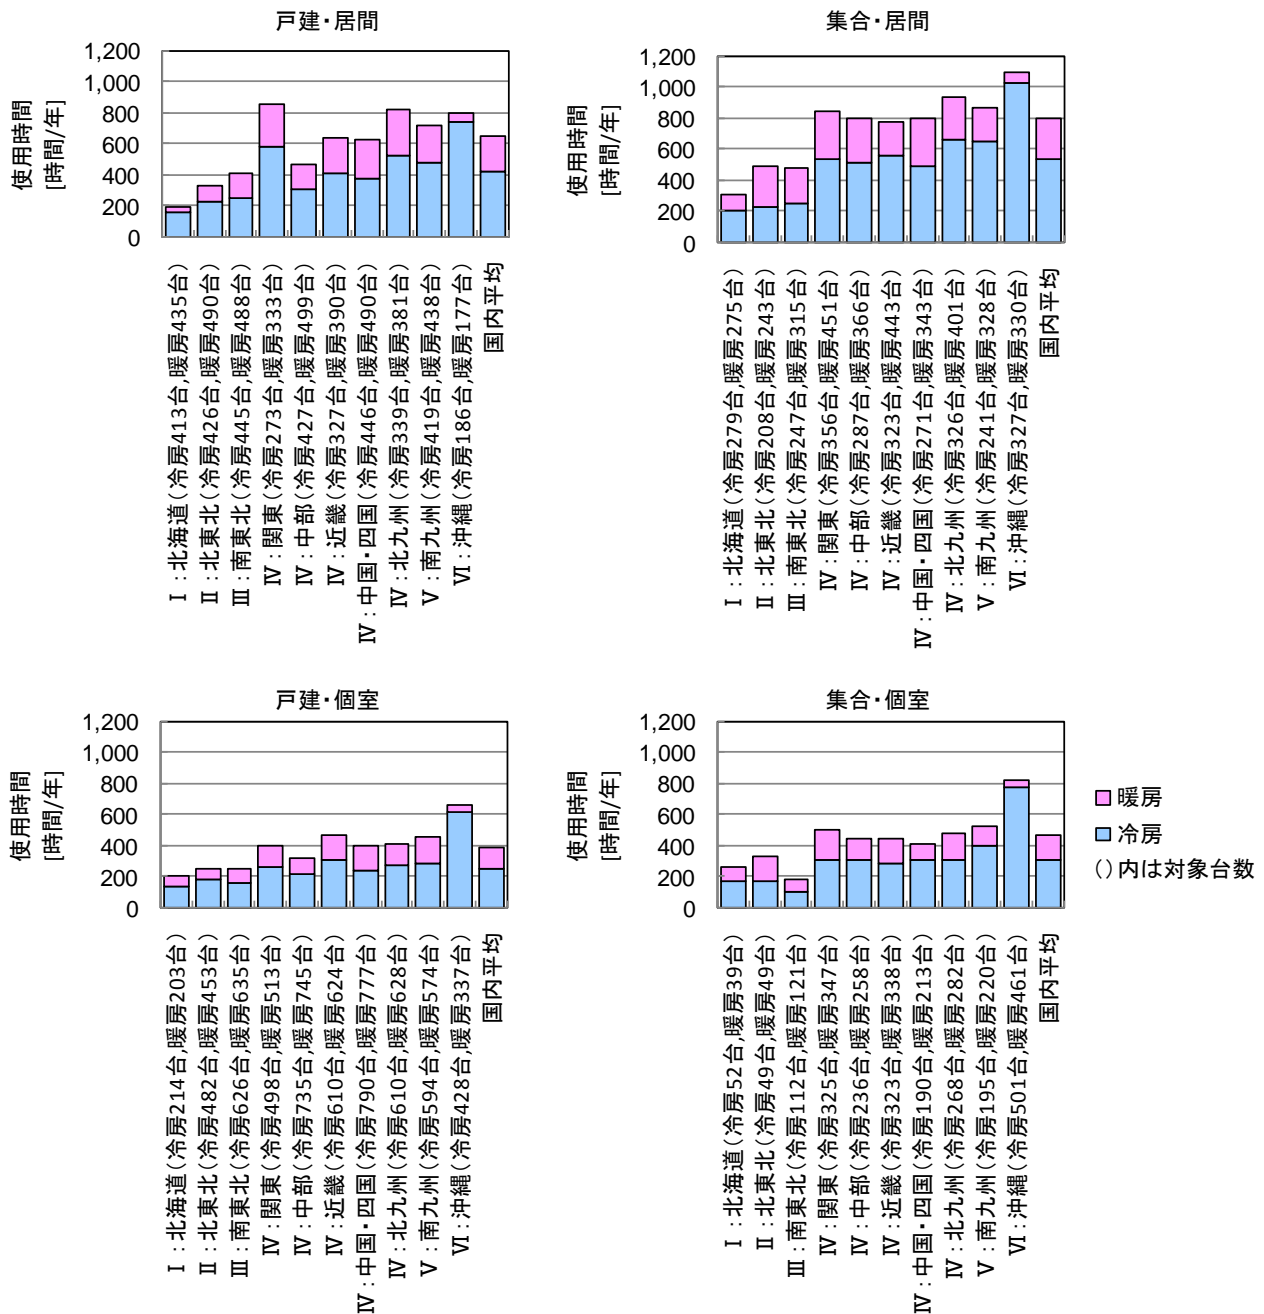 戸建・居間
使用時間
[時間/年]
1,200
1,000
800
600
400
200
0
Ⅰ:北海道(冷房413台,暖房435台)
Ⅱ:北東北(冷房426台,暖房490台)
Ⅲ:南東北(冷房445台,暖房488台)
Ⅳ:関東(冷房273台,暖房333台)
Ⅳ:中部(冷房427台,暖房499台)
Ⅳ:近畿(冷房327台,暖房390台)
Ⅳ:中国・四国(冷房446台,暖房490台)
Ⅳ:北九州(冷房339台,暖房381台)
Ⅴ:南九州(冷房419台,暖房438台)
Ⅵ:沖縄(冷房186台,暖房177台)
国内平均
集合・居間
使用時間
[時間/年]
1,200
1,000
800
600
400
200
0
Ⅰ:北海道(冷房279台,暖房275台)
Ⅱ:北東北(冷房208台,暖房243台)
Ⅲ:南東北(冷房247台,暖房315台)
Ⅳ:関東(冷房356台,暖房451台)
Ⅳ:中部(冷房287台,暖房366台)
Ⅳ:近畿(冷房323台,暖房443台)
Ⅳ:中国・四国(冷房271台,暖房343台)
Ⅳ:北九州(冷房326台,暖房401台)
Ⅴ:南九州(冷房241台,暖房328台)
Ⅵ:沖縄(冷房327台,暖房330台)
国内平均
戸建・個室
使用時間
[時間/年]
1,200
1,000
800
600
400
200
0
Ⅰ:北海道(冷房214台,暖房203台)
Ⅱ:北東北(冷房482台,暖房453台)
Ⅲ:南東北(冷房626台,暖房635台)
Ⅳ:関東(冷房498台,暖房513台)
Ⅳ:中部(冷房735台,暖房745台)
Ⅳ:近畿(冷房610台,暖房624台)
Ⅳ:中国・四国(冷房790台,暖房777台)
Ⅳ:北九州(冷房610台,暖房628台)
Ⅴ:南九州(冷房594台,暖房574台)
Ⅵ:沖縄(冷房428台,暖房337台)
国内平均
集合・個室
使用時間
[時間/年]
1,200
1,000
800
600
400
200
0
Ⅰ:北海道(冷房52台,暖房39台)
Ⅱ:北東北(冷房49台,暖房49台)
Ⅲ:南東北(冷房112台,暖房121台)
Ⅳ:関東(冷房325台,暖房347台)
Ⅳ:中部(冷房236台,暖房258台)
Ⅳ:近畿(冷房323台,暖房338台)
Ⅳ:中国・四国(冷房190台,暖房213台)
Ⅳ:北九州(冷房268台,暖房282台)
Ⅴ:南九州(冷房195台,暖房220台)
Ⅵ:沖縄(冷房501台,暖房461台)
国内平均
暖房
冷房
()内は対象台数